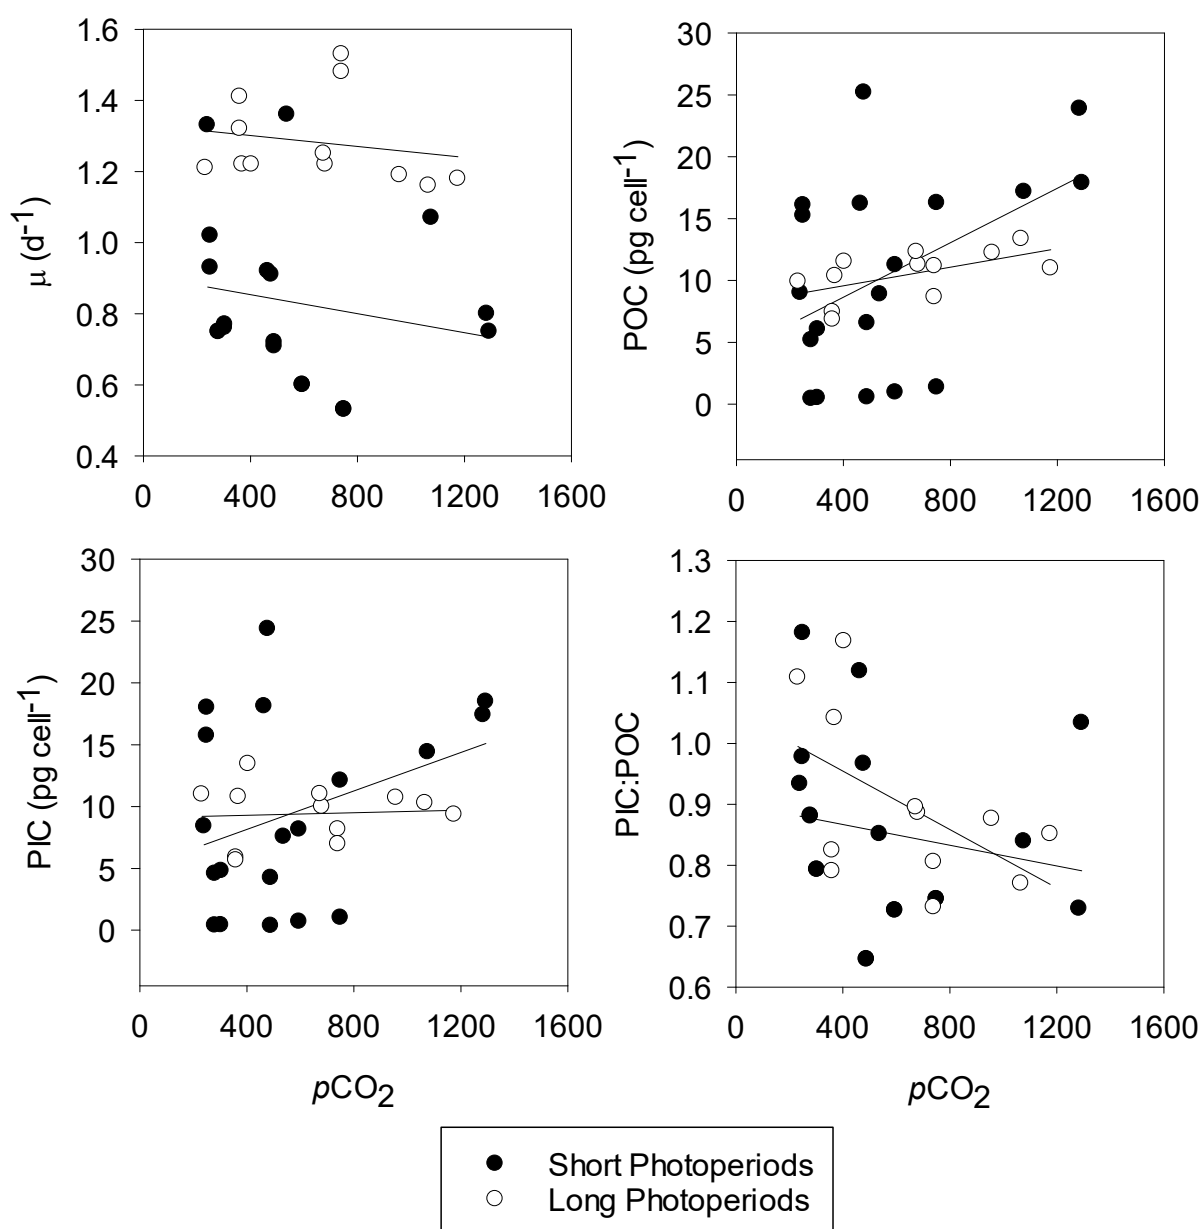 1.6
1.4
1.2
1.0
0.8
0.6
0.4
μ (d⁻¹)
0 400 800 1200 1600
30
25
20
15
10
5
0
POC (pg cell⁻¹)
0 400 800 1200 1600
30
25
20
15
10
5
0
PIC (pg cell⁻¹)
0 400 800 1200 1600
pCO₂
1.3
1.2
1.1
1.0
0.9
0.8
0.7
0.6
PIC:POC
0 400 800 1200 1600
pCO₂
Short Photoperiods
Long Photoperiods